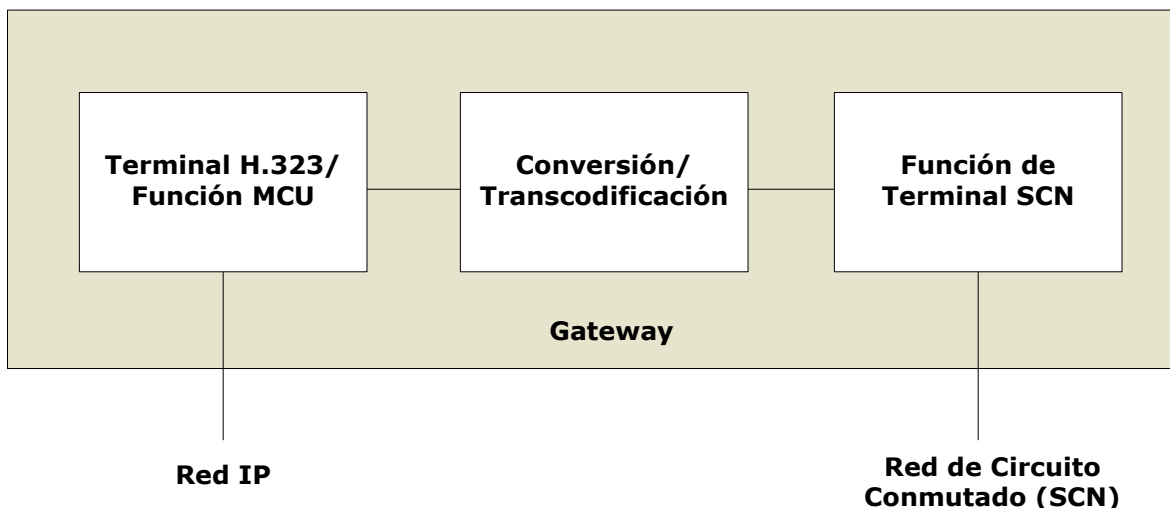 Terminal H.323/
Función MCU
Conversión/
Transcodificación
Función de
Terminal SCN
Gateway
Red IP
Red de Circuito
Conmutado (SCN)